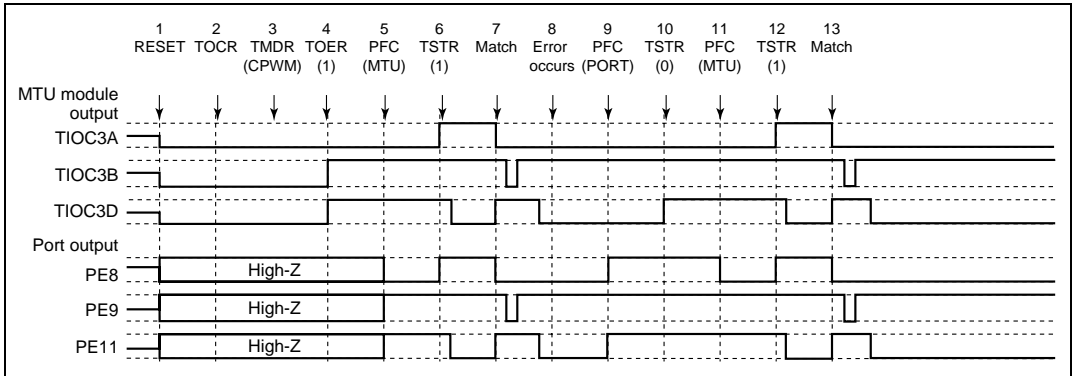 1 2 3 4 5 6 7 8 9 10 11 12 13
RESET TOCR TMDR TOER PFC TSTR Match Error PFC TSTR PFC TSTR Match
(CPWM) (1) (MTU) (1) occurs (PORT) (0) (MTU) (1)
MTU module
output
TIOC3A
TIOC3B
TIOC3D
Port output
PE8 High-Z
PE9 High-Z
PE11 High-Z